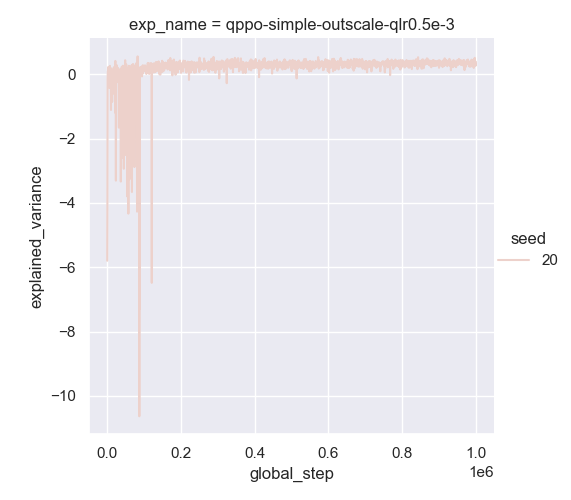 exp_name = qppo-simple-outscale-qlr0.5e-3
0
−2
−4
−6
−8
−10
explained_variance
0.0 0.2 0.4 0.6 0.8 1.0
1e6
global_step
seed
20